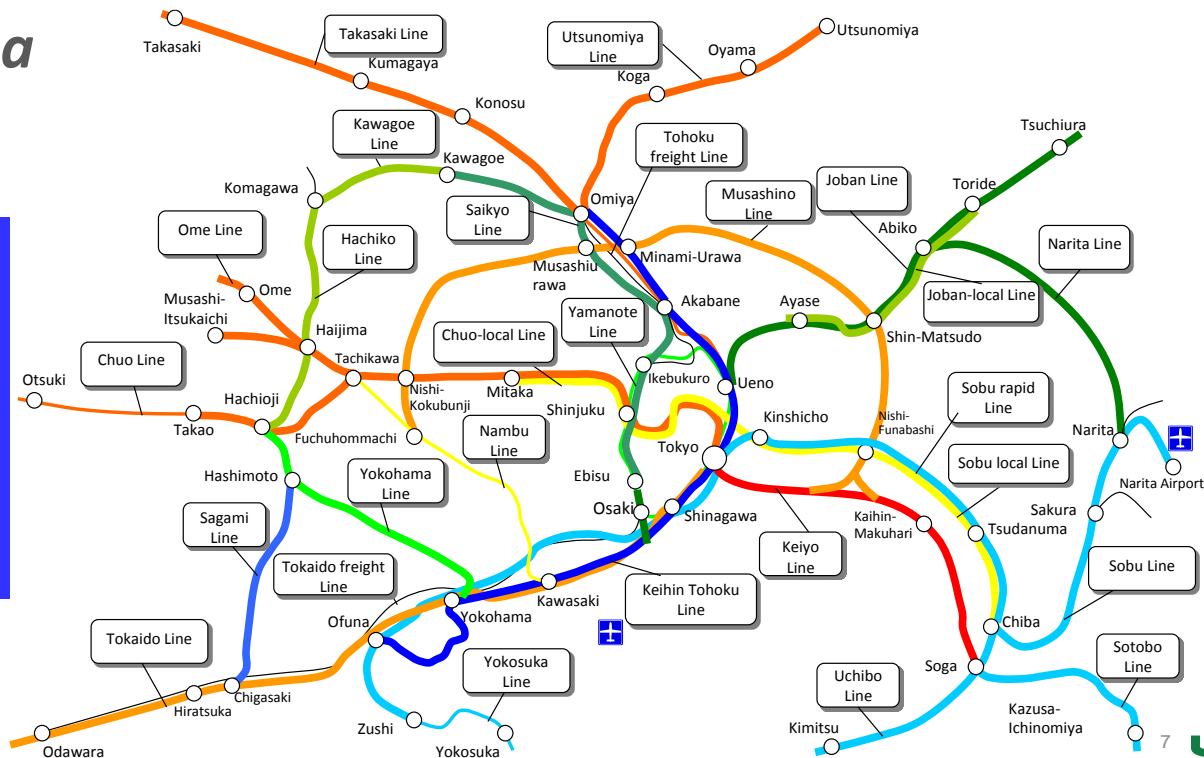 a
Takasaki
Takasaki Line
Kumagaya
Konosu
Utsunomiya
Line
Koga
Oyama
Utsunomiya
Kawagoe
Line
Kawagoe
Tohoku
freight Line
Tsuchiura
Komagawa
Saikyo
Line
Omiya
Musashino
Line
Joban Line
Toride
Abiko
Ome Line
Hachiko
Line
Musashiu
rawa
Minami-Urawa
Narita Line
Ome
Musashi-
Itsukaichi
Yamanote
Line
Akabane
Ayase
Joban-local Line
Haijima
Chuo-local Line
Shin-Matsudo
Chuo Line
Tachikawa
Otsuki
Hachioji
Takao
Nishi-
Kokubunji
Mitaka
Ikebukuro
Ueno
Shinjuku
Kinshicho
Nishi-
Funabashi
Sobu rapid
Line
Fuchuhommachi
Nambu
Line
Tokyo
Narita
Sobu local Line
Hashimoto
Yokohama
Line
Ebisu
Narita Airport
Osaki
Shinagawa
Sakura
Sagami
Line
Kaihin-
Makuhari
Tsudanuma
Keiyo
Line
Tokaido freight
Line
Kawasaki
Keihin Tohoku
Line
Sobu Line
Yokohama
Ofuna
Chiba
Tokaido Line
Yokosuka
Line
Soga
Sotobo
Line
Uchibo
Line
Chigasaki
Hiratsuka
Zushi
Kazusa-
Ichinomiya
Kimitsu
Odawara
Yokosuka
7